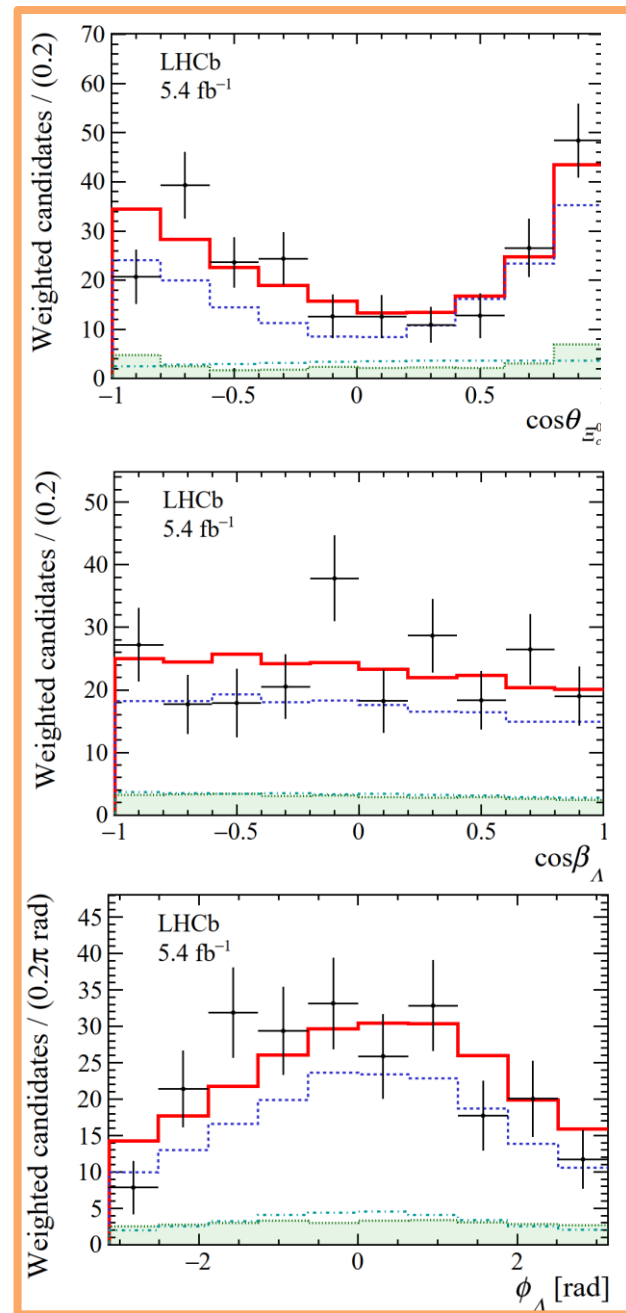 Weighted candidates / (0.2)
70
60
50
40
30
20
10
0
LHCb
5.4 fb⁻¹
−1 −0.5 0 0.5
cosθ_Ξc⁰
Weighted candidates / (0.2)
50
40
30
20
10
0
LHCb
5.4 fb⁻¹
−1 −0.5 0 0.5 1
cosβ_Λ
Weighted candidates / (0.2π rad)
45
40
35
30
25
20
15
10
5
0
LHCb
5.4 fb⁻¹
−2 0 2
ϕ_Λ [rad]